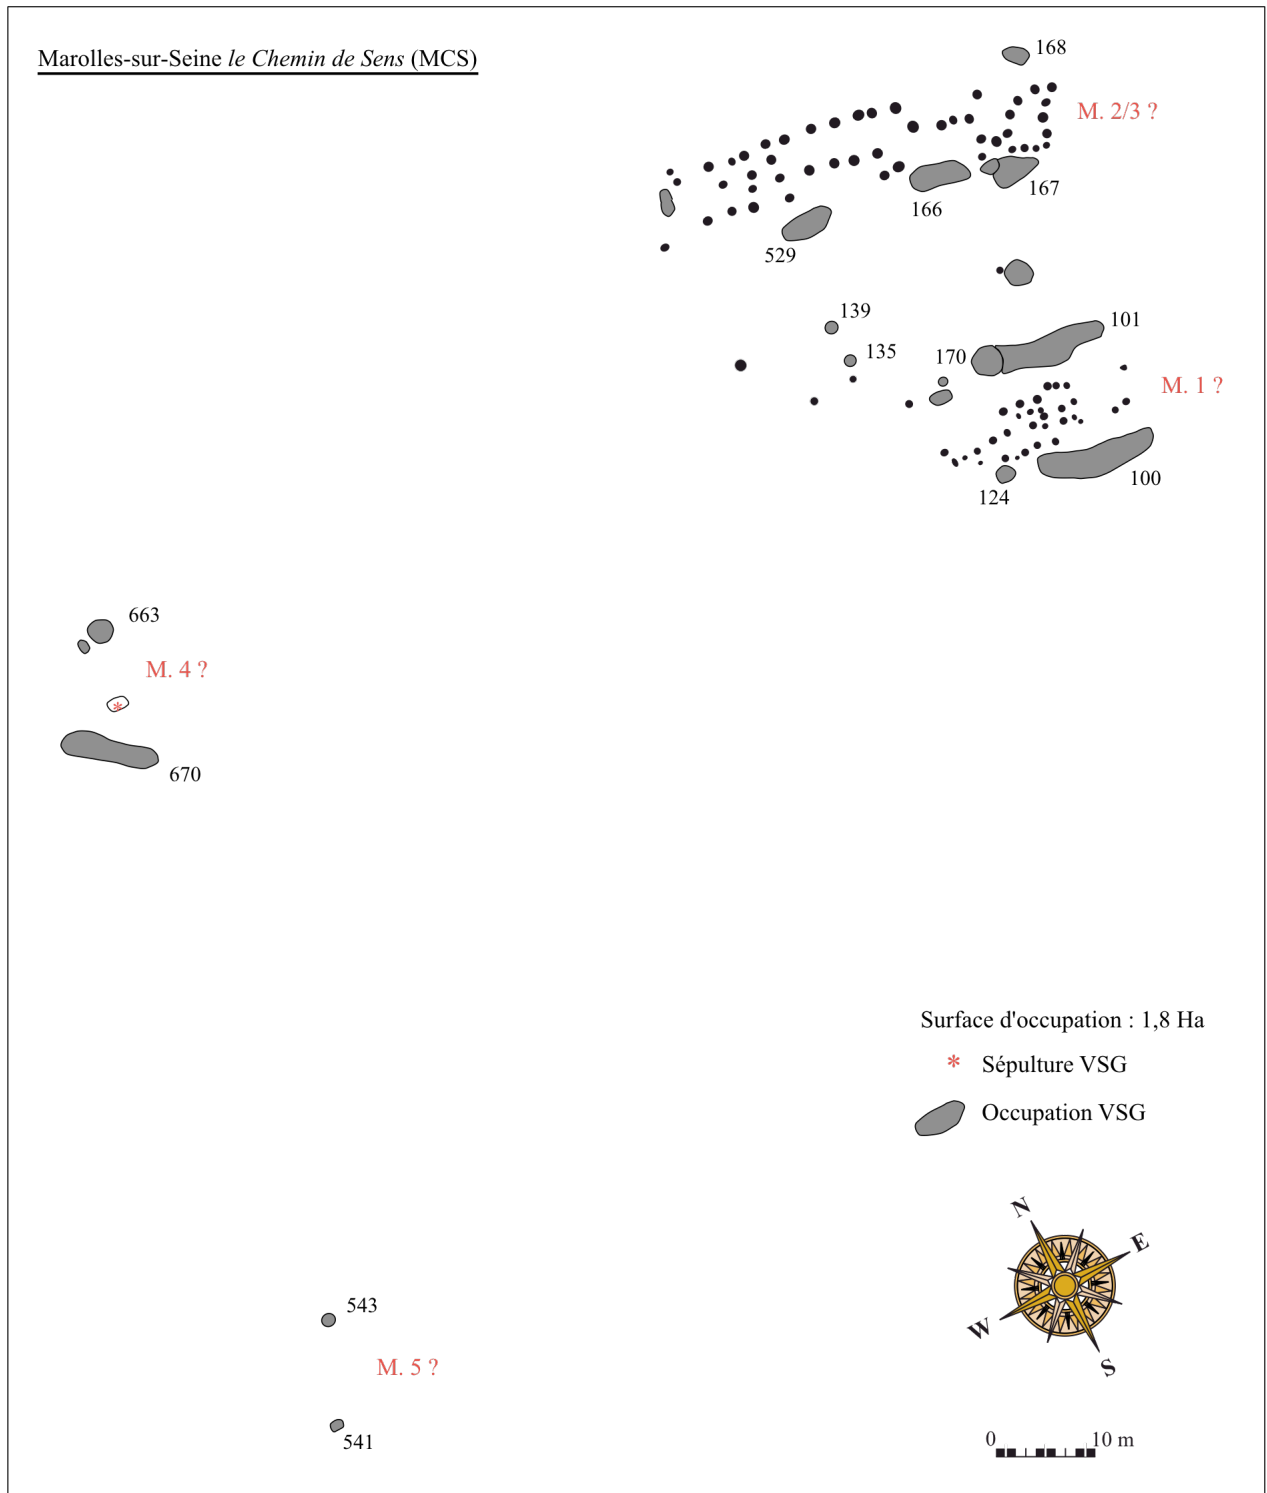 Marolles-sur-Seine le Chemin de Sens (MCS)
168
M. 2/3 ?
167
166
529
139
101
135
170
M. 1 ?
100
124
663
M. 4 ?
670
Surface d'occupation : 1,8 Ha
* Sépulture VSG
Occupation VSG
N
E
W
S
543
M. 5 ?
541
0 10 m